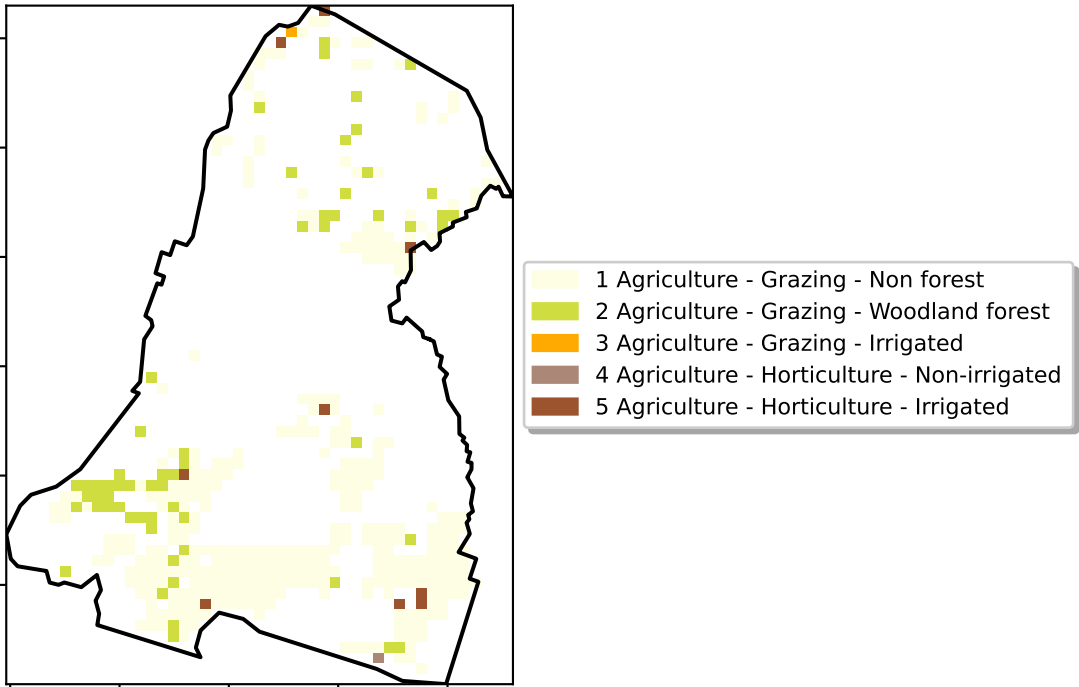 1 Agriculture - Grazing - Non forest
2 Agriculture - Grazing - Woodland forest
3 Agriculture - Grazing - Irrigated
4 Agriculture - Horticulture - Non-irrigated
5 Agriculture - Horticulture - Irrigated